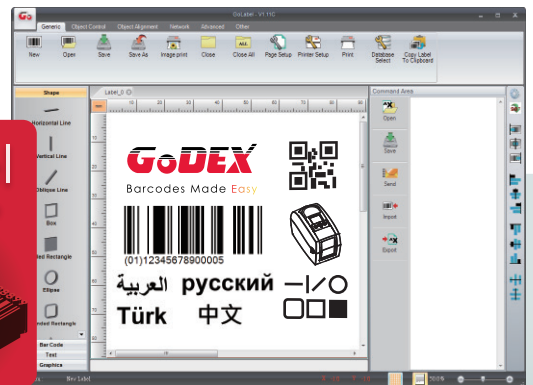 Go
GoLabel - V1.11C
Generic Object Control Object Alignment Network Advanced Other
New Open Save Save As Image print Close Close All Page Setup Printer Setup Print Database Select Copy Label To Clipboard
ALL
Shape
Label_0
Command Area
Horizontal Line
Vertical Line
Oblique Line
Box
Ellipse
Open
Save
Send
Import
Export
GoDEX
Barcodes Made Easy
(01)12345678900005
العربية русский
Türk 中文
Bar Code
Text
Graphics
New Label